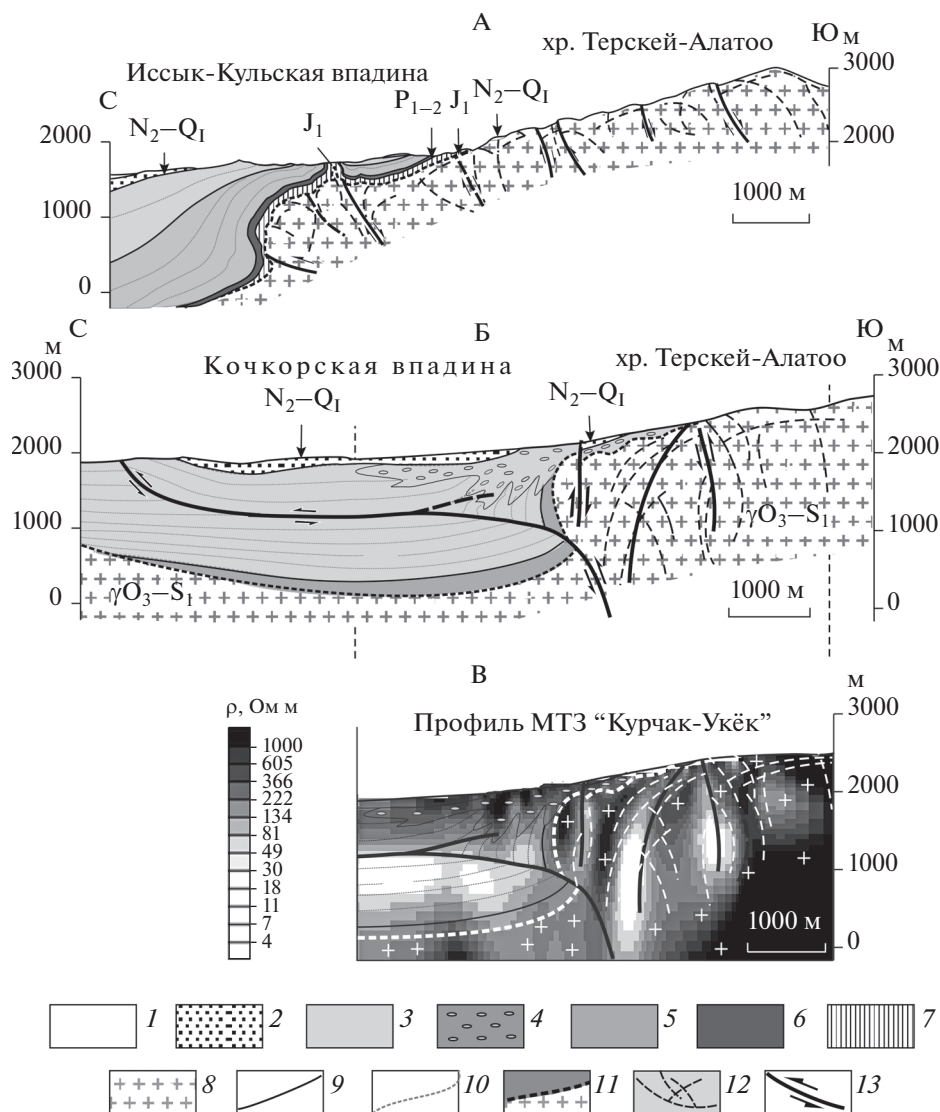 А
хр. Терскей-Алатоо
Ю м
Иссык-Кульская впадина
С
3000
N2–QI
J1
P1–2 J1 N2–QI
2000
2000
1000 м
1000
0
С
Б
Ю
м
м
Кочкорская впадина
хр. Терскей-Алатоо
3000
3000
N2–QI
N2–QI
2000
2000
1000
γO3–S1
1000
γO3–S1
1000 м
0
0
В
м
ρ, Ом м
Профиль МТЗ “Курчак-Укёк”
3000
1000
605
366
222
134
81
49
30
18
11
7
4
2000
1000
1000 м
0
1 2 3 4 5 6 7
8 9 10 11 12 13